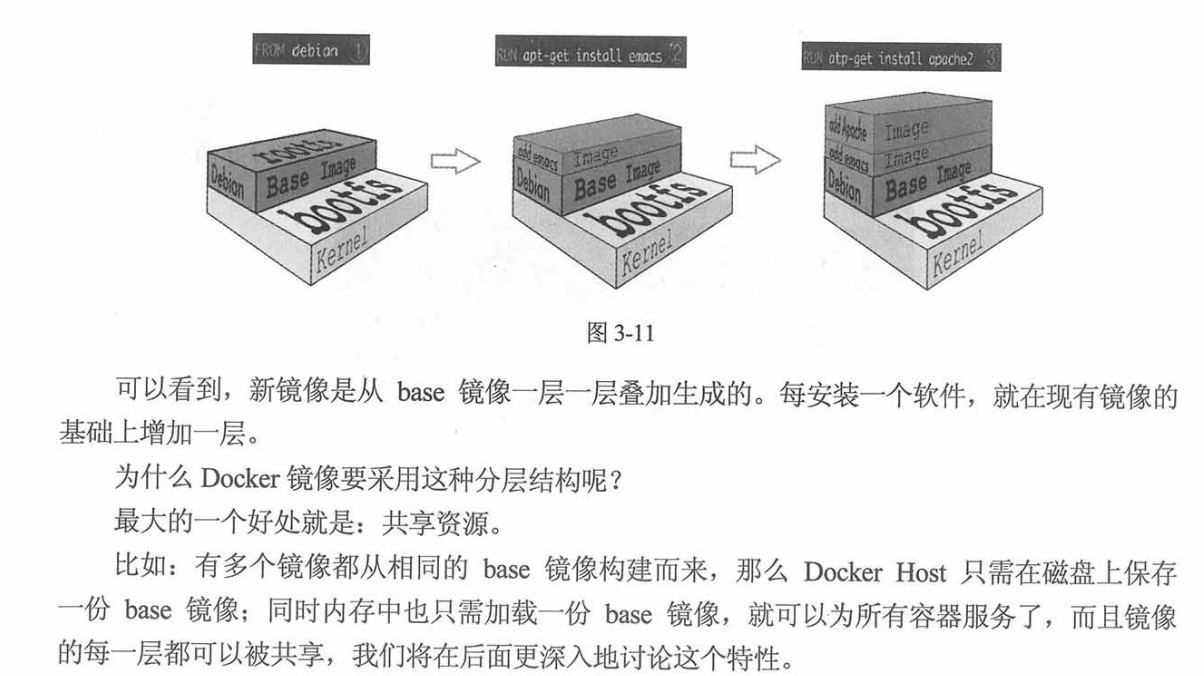 FROM debian ①
RUN apt-get install emacs ②
RUN atp-get install apache2 ③
rootfs
Debian Base Image
bootfs
Kernel
add emacs Image
Debian Base Image
bootfs
Kernel
add Apache Image
add emacs Image
Debian Base Image
bootfs
Kernel
图 3-11
可以看到，新镜像是从 base 镜像一层一层叠加生成的。每安装一个软件，就在现有镜像的
基础上增加一层。
为什么 Docker 镜像要采用这种分层结构呢？
最大的一个好处就是：共享资源。
比如：有多个镜像都从相同的 base 镜像构建而来，那么 Docker Host 只需在磁盘上保存
一份 base 镜像；同时内存中也只需加载一份 base 镜像，就可以为所有容器服务了，而且镜像
的每一层都可以被共享，我们将在后面更深入地讨论这个特性。